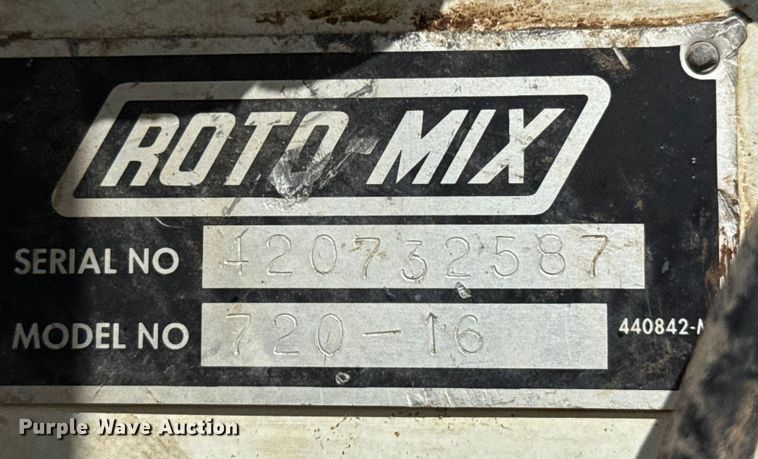 ROTO-MIX
SERIAL NO 420732587
MODEL NO 720-16
440842-M
Purple Wave Auction